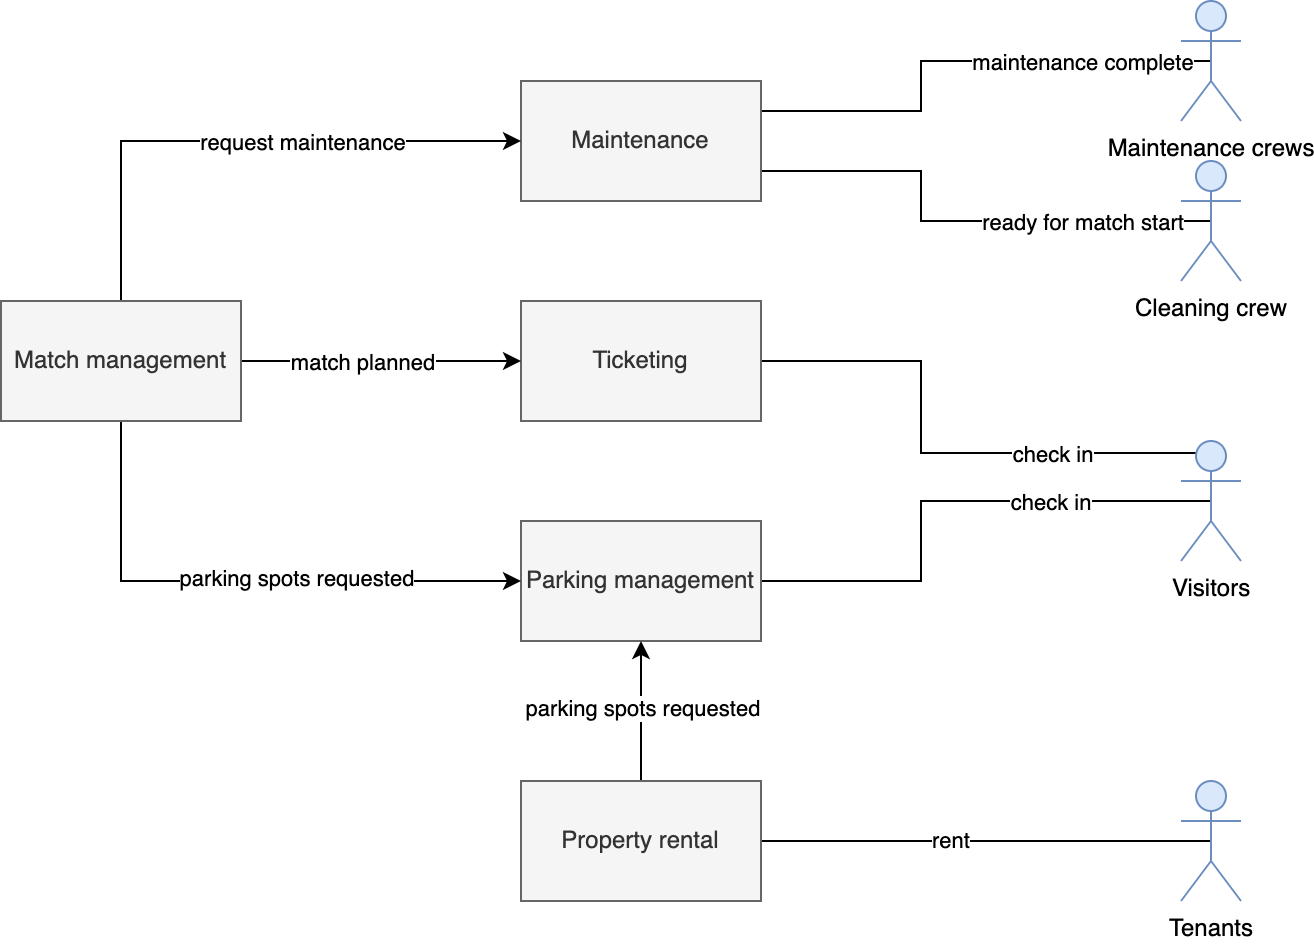 maintenance complete
Maintenance
request maintenance
Maintenance crews
ready for match start
Cleaning crew
Match management
match planned
Ticketing
check in
check in
parking spots requested
Parking management
Visitors
parking spots requested
Property rental
rent
Tenants